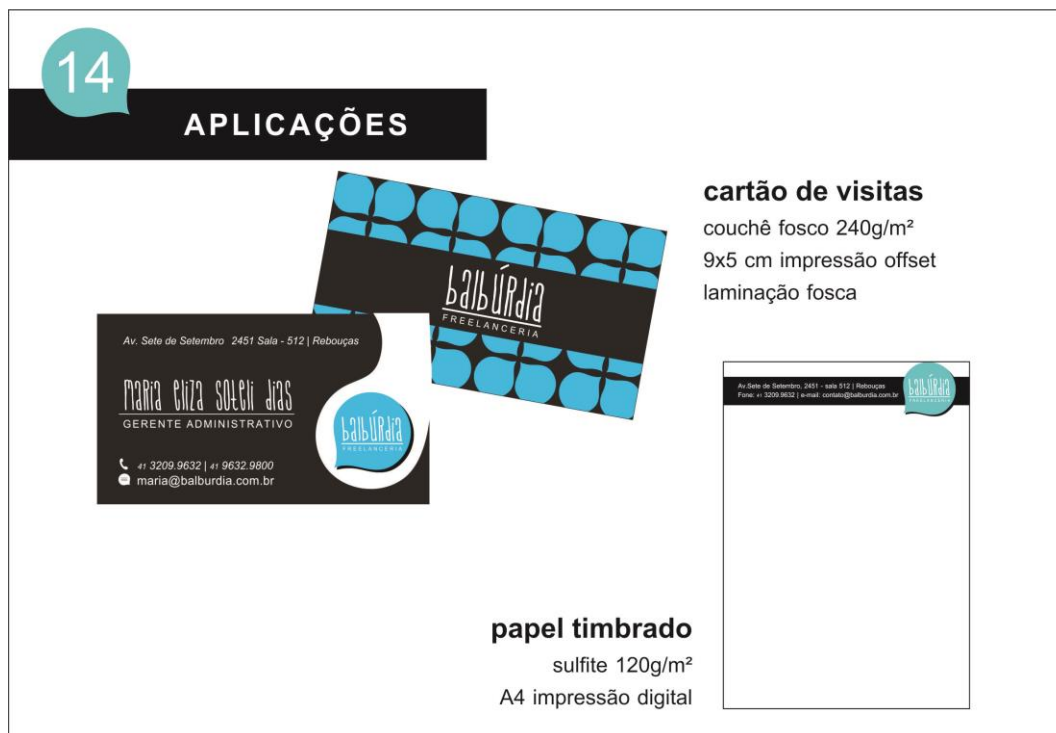 14
APLICAÇÕES
cartão de visitas
couchê fosco 240g/m²
9x5 cm impressão offset
laminação fosca
balbÚRdia
FREELANCERIA
Av. Sete de Setembro 2451 Sala - 512 | Rebouças
maria eliza soteli dias
GERENTE ADMINISTRATIVO
balbÚRdia
FREELANCERIA
41 3209.9632 | 41 9632.9800
maria@balburdia.com.br
Av.Sete de Setembro, 2451 - sala 512 | Rebouças
Fone: 41 3209.9632 | e-mail: contato@balburdia.com.br
balbÚRdia
FREELANCERIA
papel timbrado
sulfite 120g/m²
A4 impressão digital